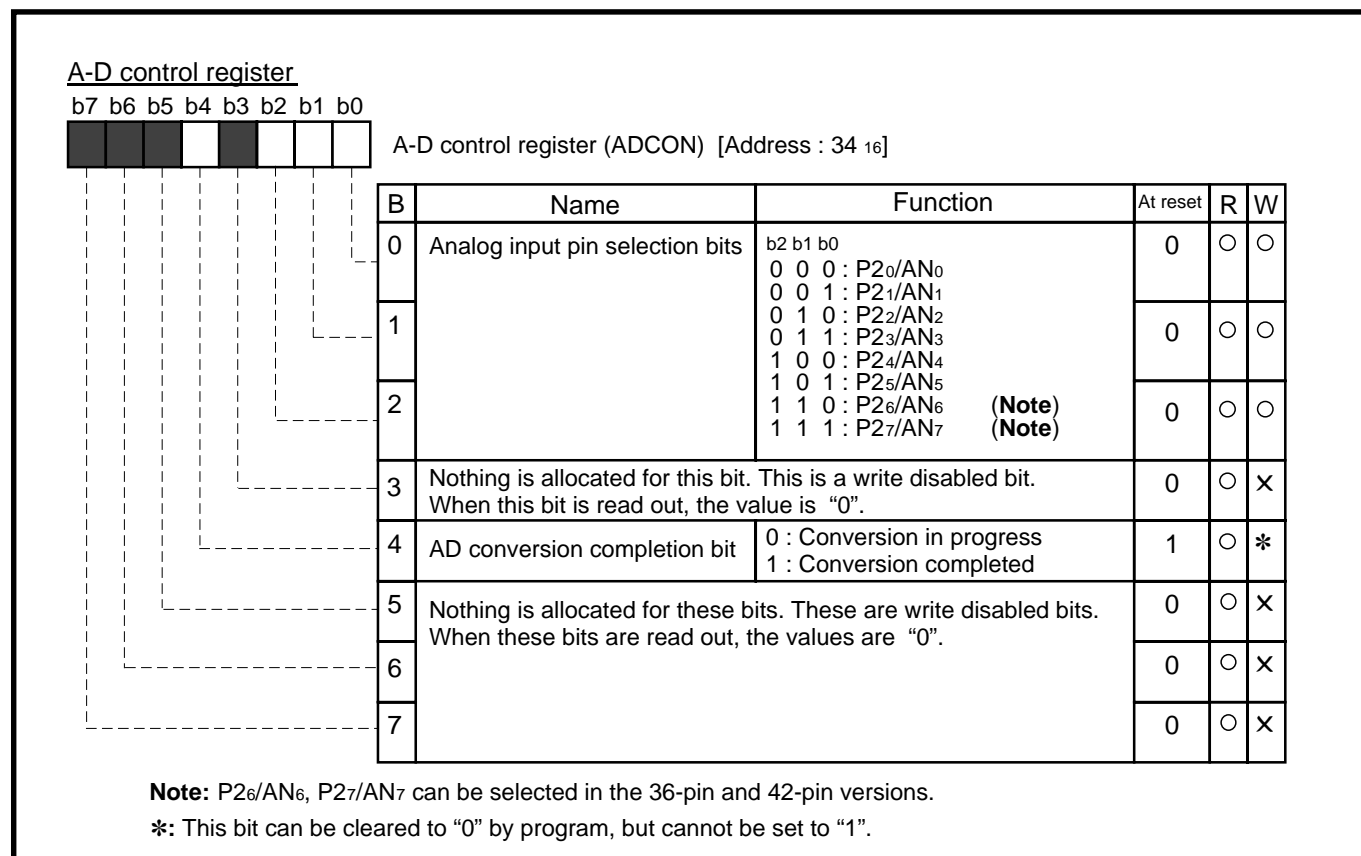 A-D control register
b7 b6 b5 b4 b3 b2 b1 b0
A-D control register (ADCON) [Address : 34 16]
B Name Function At reset R W
0 Analog input pin selection bits b2 b1 b0 0 ○ ○
0 0 0 : P20/AN0
0 0 1 : P21/AN1
0 1 0 : P22/AN2
1 0 ○ ○
0 1 1 : P23/AN3
1 0 0 : P24/AN4
1 0 1 : P25/AN5
2 0 ○ ○
1 1 0 : P26/AN6 (Note)
1 1 1 : P27/AN7 (Note)
3 Nothing is allocated for this bit. This is a write disabled bit. 0 ○ ×
When this bit is read out, the value is “0”.
4 AD conversion completion bit 0 : Conversion in progress 1 ○ ✻
1 : Conversion completed
5 Nothing is allocated for these bits. These are write disabled bits. 0 ○ ×
When these bits are read out, the values are “0”.
6 0 ○ ×
7 0 ○ ×
Note: P26/AN6, P27/AN7 can be selected in the 36-pin and 42-pin versions.
✻: This bit can be cleared to “0” by program, but cannot be set to “1”.